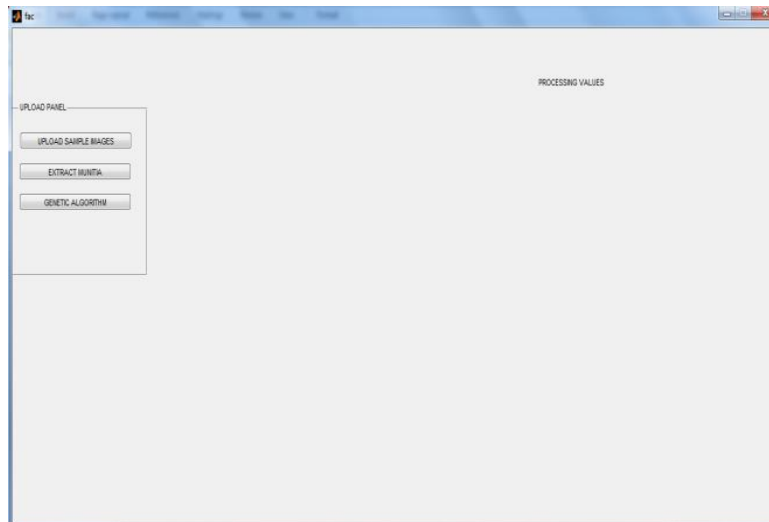 fac
PROCESSING VALUES
UPLOAD PANEL
UPLOAD SAMPLE IMAGES
EXTRACT MUNITIA
GENETIC ALGORITHM